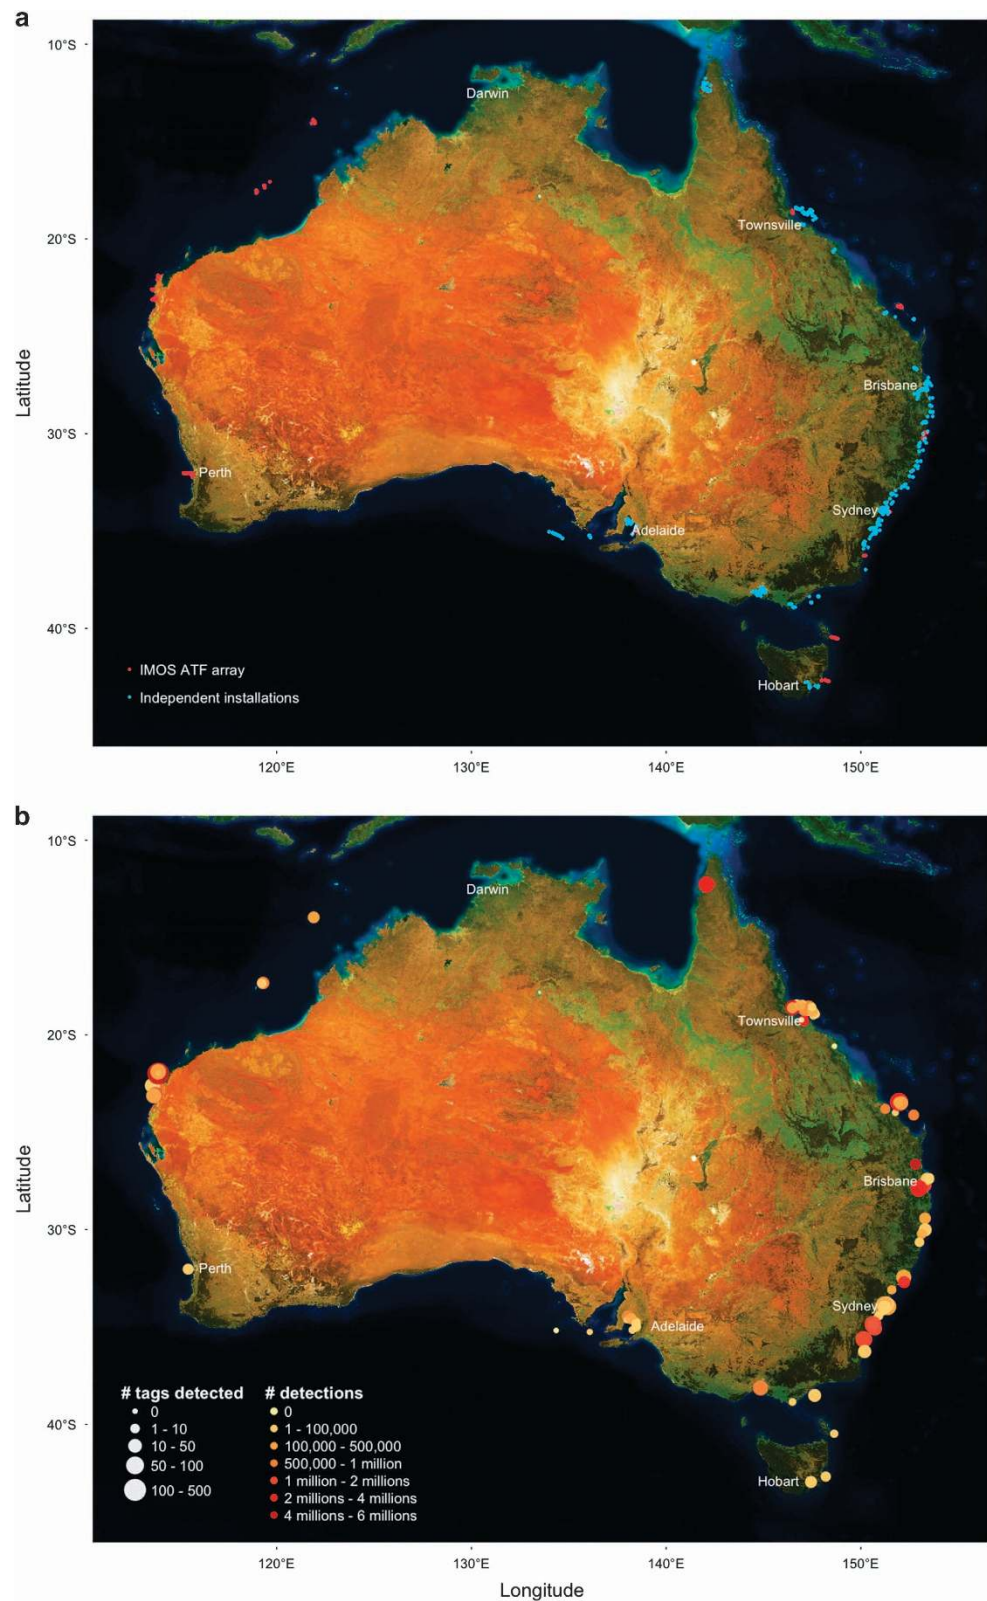 a
10°S
Darwin
Townsville
20°S
Latitude
Brisbane
30°S
Perth
Sydney
Adelaide
40°S
IMOS ATF array
Hobart
Independent installations
120°E 130°E 140°E 150°E
b
10°S
Darwin
Townsville
20°S
Latitude
Brisbane
30°S
Perth
Sydney
Adelaide
# tags detected # detections
0 0
1 - 10 1 - 100,000
40°S
10 - 50 100,000 - 500,000
50 - 100 500,000 - 1 million
1 million - 2 millions
Hobart
100 - 500 2 millions - 4 millions
4 millions - 6 millions
120°E 130°E 140°E 150°E
Longitude